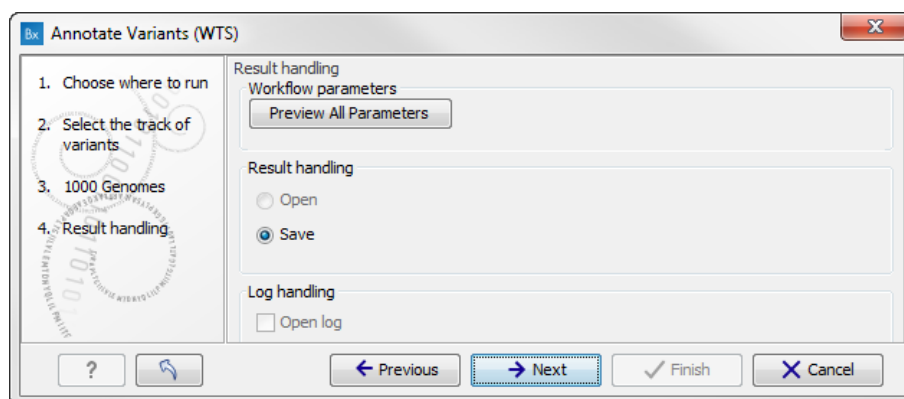 Bx Annotate Variants (WTS)
X
1. Choose where to run
2. Select the track of
variants
3. 1000 Genomes
4. Result handling
Result handling
Workflow parameters
Preview All Parameters
Result handling
Open
Save
Log handling
Open log
?
Previous
Next
Finish
Cancel